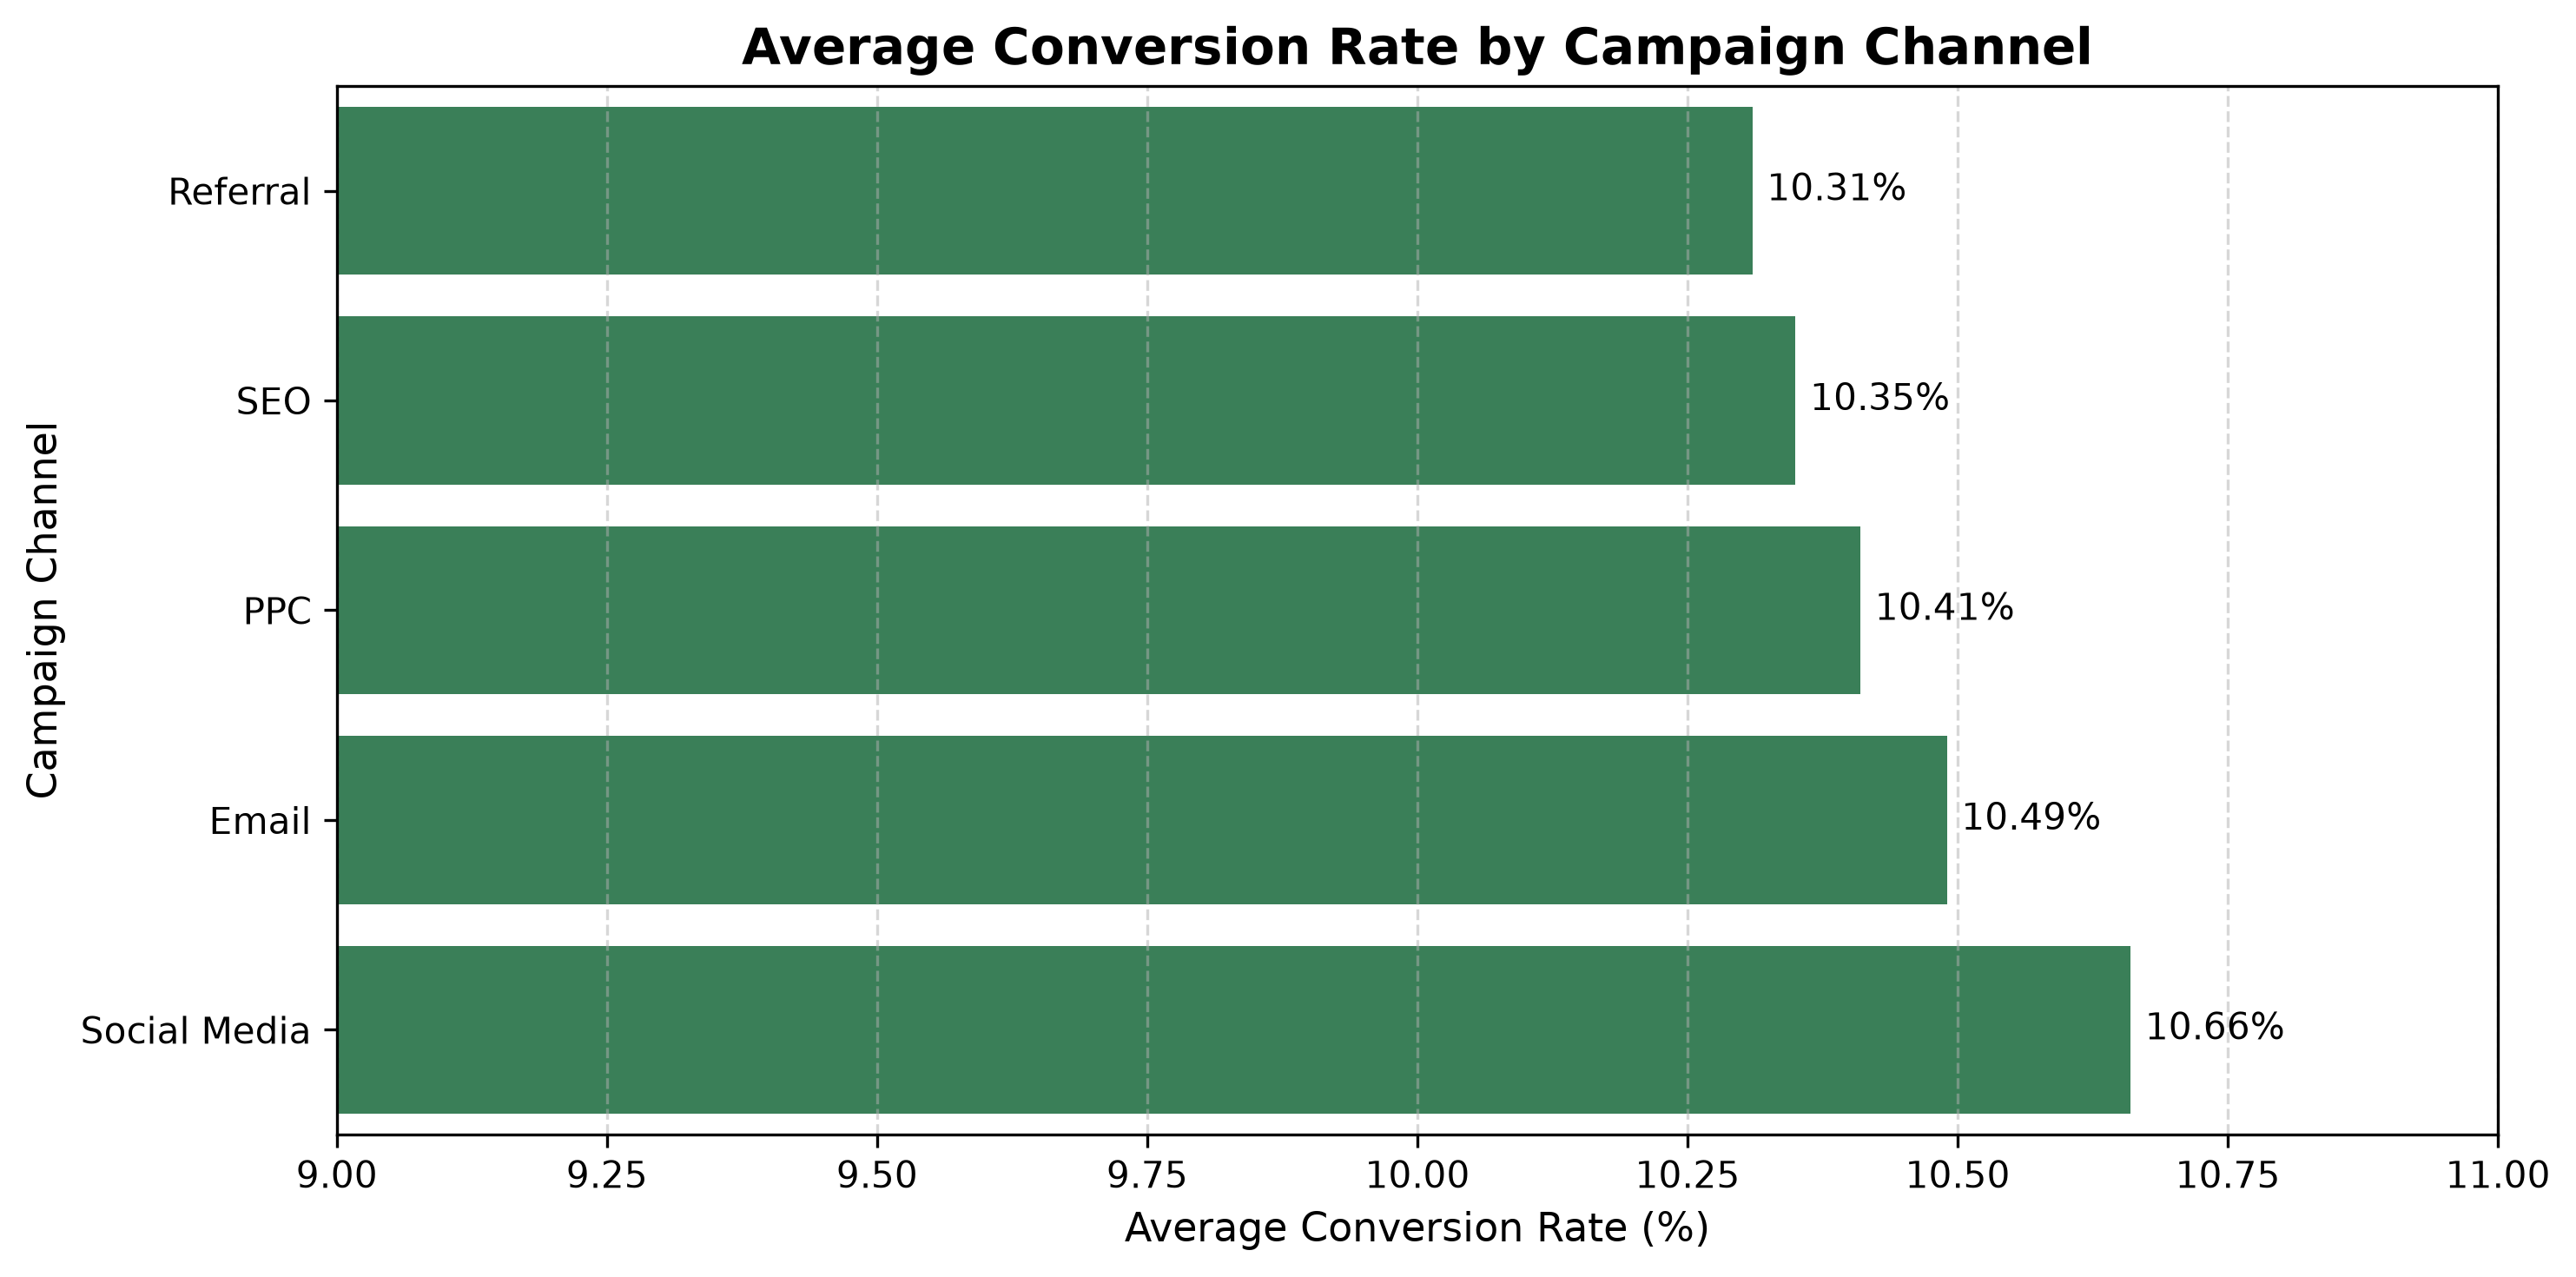 Average Conversion Rate by Campaign Channel
Campaign Channel
Referral
10.31%
SEO
10.35%
PPC
10.41%
Email
10.49%
Social Media
10.66%
9.00 9.25 9.50 9.75 10.00 10.25 10.50 10.75 11.00
Average Conversion Rate (%)